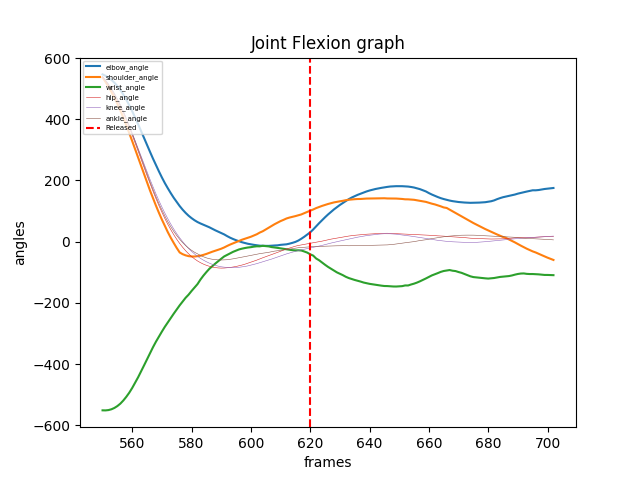 Joint Flexion graph
600
400
200
0
−200
−400
−600
angles
elbow_angle
shoulder_angle
wrist_angle
hip_angle
knee_angle
ankle_angle
Released
560 580 600 620 640 660 680 700
frames